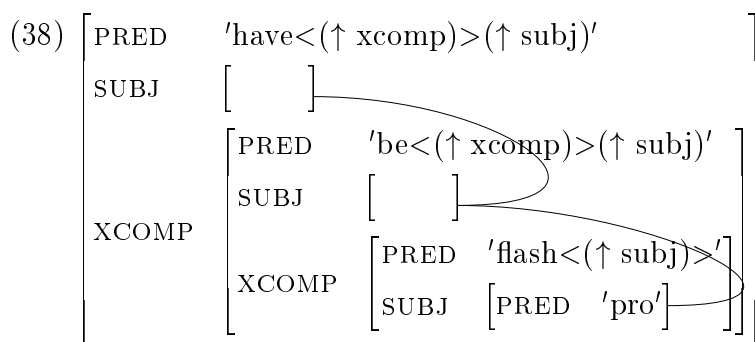 (38) [PRED 'have<(↑ xcomp)>(↑ subj)'
SUBJ [ ]
[PRED 'be<(↑ xcomp)>(↑ subj)'
SUBJ [ ]
XCOMP
[PRED 'flash<(↑ subj)>']
XCOMP
SUBJ [PRED 'pro']